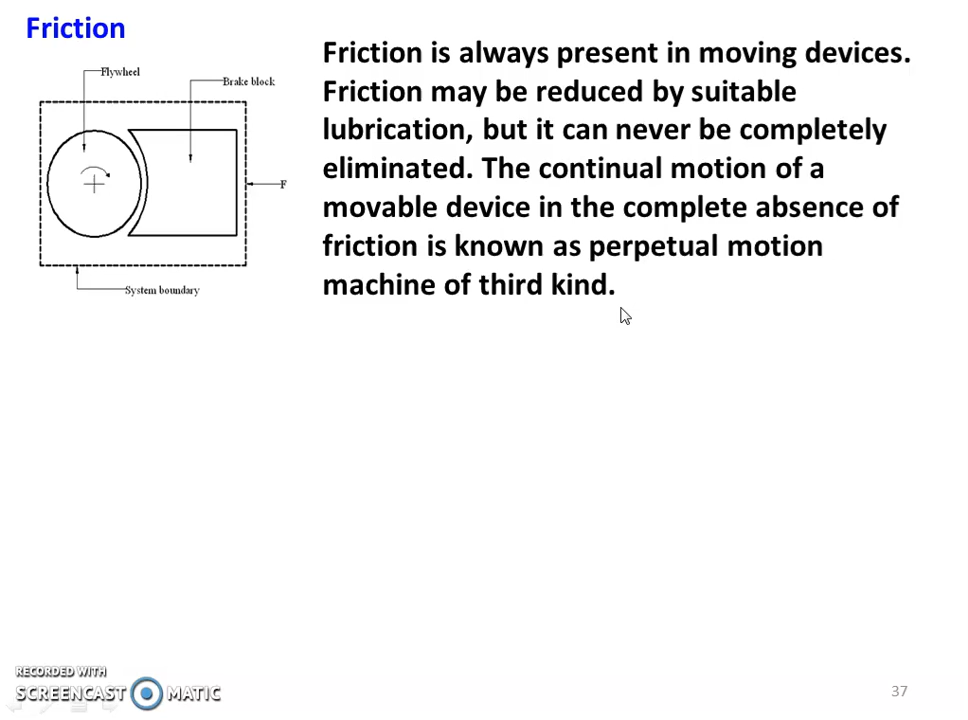 Friction
Flywheel
Brake block
F
System boundary
Friction is always present in moving devices.
Friction may be reduced by suitable
lubrication, but it can never be completely
eliminated. The continual motion of a
movable device in the complete absence of
friction is known as perpetual motion
machine of third kind.
RECORDED WITH
SCREENCAST MATIC
37